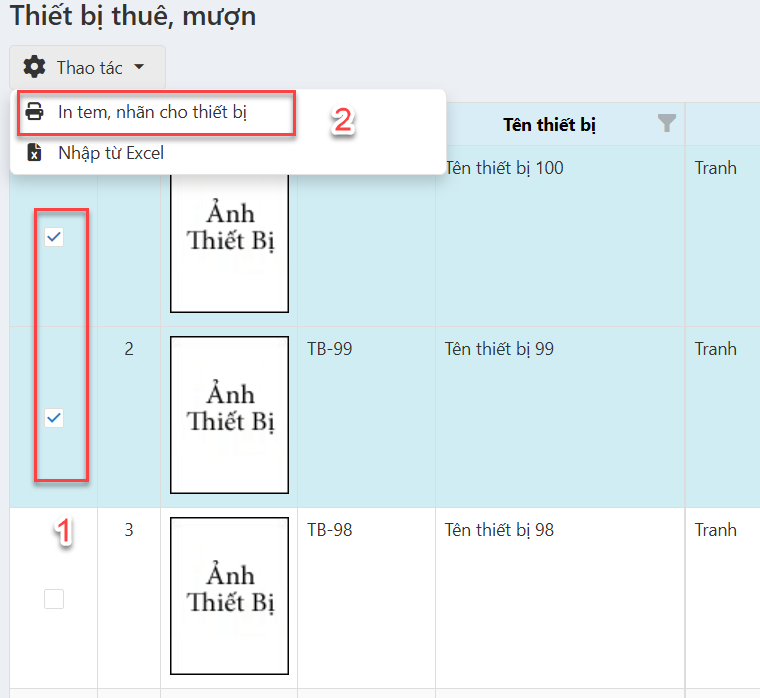 Thiết bị thuê, mượn
Thao tác
In tem, nhãn cho thiết bị
2
Nhập từ Excel
Tên thiết bị
Ảnh
Thiết Bị
Tên thiết bị 100
Tranh
2
Ảnh
Thiết Bị
TB-99
Tên thiết bị 99
Tranh
1
3
Ảnh
Thiết Bị
TB-98
Tên thiết bị 98
Tranh